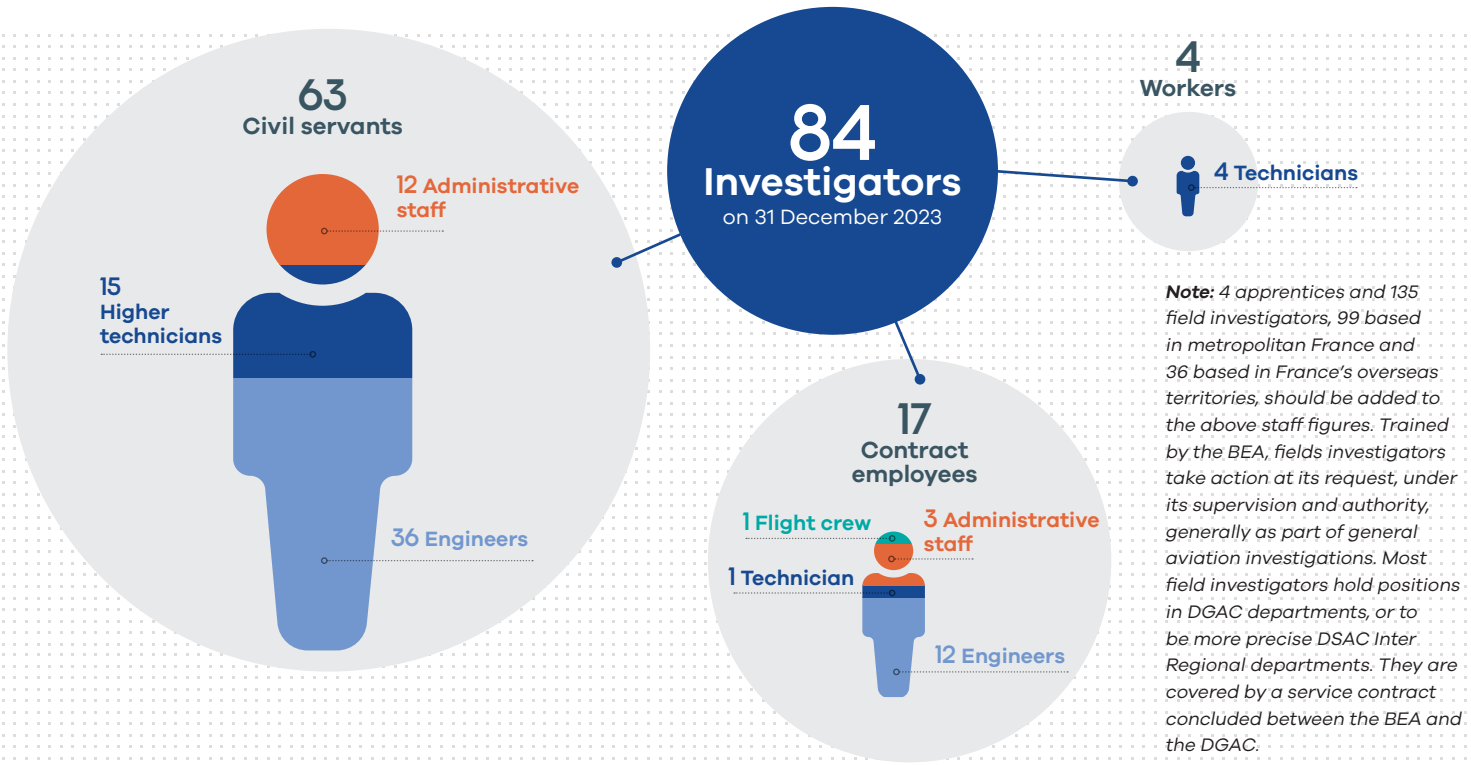 63
Civil servants
12 Administrative
staff
15
Higher
technicians
36 Engineers
84
Investigators
on 31 December 2023
17
Contract
employees
1 Flight crew
3 Administrative
staff
1 Technician
12 Engineers
4
Workers
4 Technicians
Note: 4 apprentices and 135
field investigators, 99 based
in metropolitan France and
36 based in France's overseas
territories, should be added to
the above staff figures. Trained
by the BEA, fields investigators
take action at its request, under
its supervision and authority,
generally as part of general
aviation investigations. Most
field investigators hold positions
in DGAC departments, or to
be more precise DSAC Inter
Regional departments. They are
covered by a service contract
concluded between the BEA and
the DGAC.